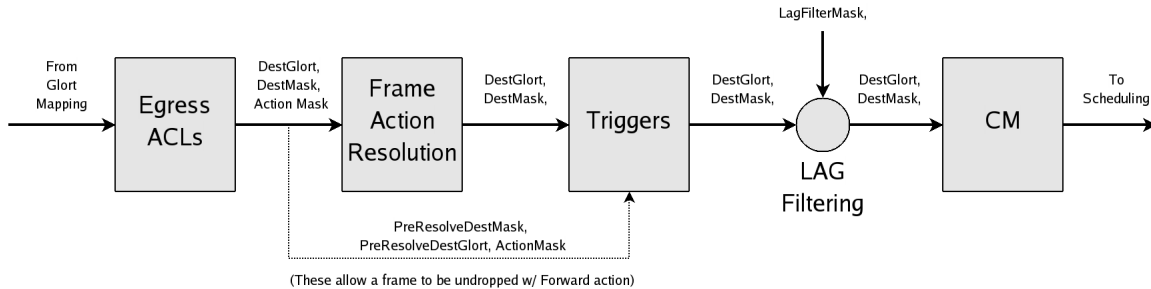 LagFilterMask,
From
Glort
Mapping
Egress
ACLs
DestGlort,
DestMask,
Action Mask
Frame
Action
Resolution
DestGlort,
DestMask,
Triggers
DestGlort,
DestMask,
LAG
Filtering
DestGlort,
DestMask,
CM
To
Scheduling
PreResolveDestMask,
PreResolveDestGlort, ActionMask
(These allow a frame to be undropped w/ Forward action)